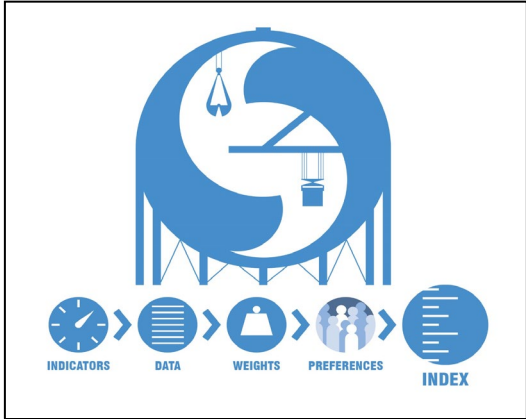 INDICATORS
DATA
WEIGHTS
PREFERENCES
INDEX